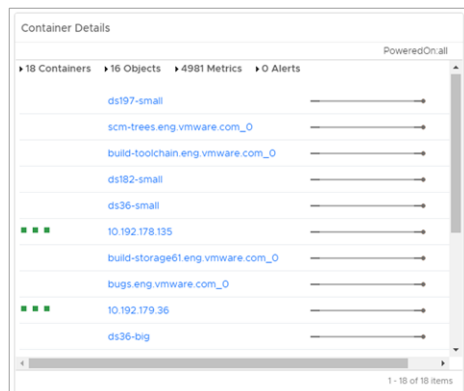 Container Details
PoweredOn:all
18 Containers 16 Objects 4981 Metrics 0 Alerts
ds197-small
scm-trees.eng.vmware.com_0
build-toolchain.eng.vmware.com_0
ds182-small
ds36-small
10.192.178.135
build-storage61.eng.vmware.com_0
bugs.eng.vmware.com_0
10.192.179.36
ds36-big
1 - 18 of 18 items